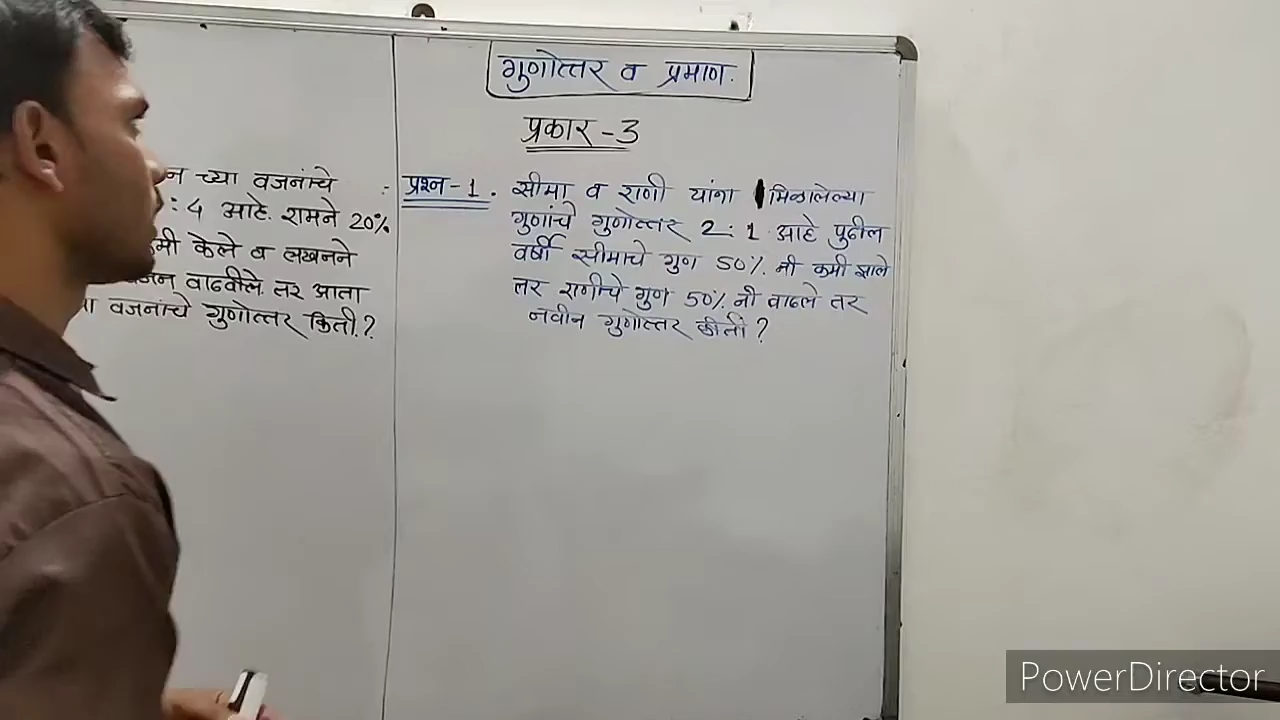 गुणोत्तर व प्रमाण.
प्रकार -3
न च्या वजनांचे
: 4 आहे. रामने 20%
मी केले व लखनने
वजन वाढवीले. तर आता
वजनांचे गुणोत्तर किती.?
प्रश्न - 1. सीमा व राणी यांना मिळालेल्या
गुणांचे गुणोत्तर 2 : 1 आहे पुढील
वर्षी सीमाचे गुण 50% नी कमी झाले
तर राणीचे गुण 50% नी वाढले तर
नवीन गुणोत्तर कीती ?
PowerDirector